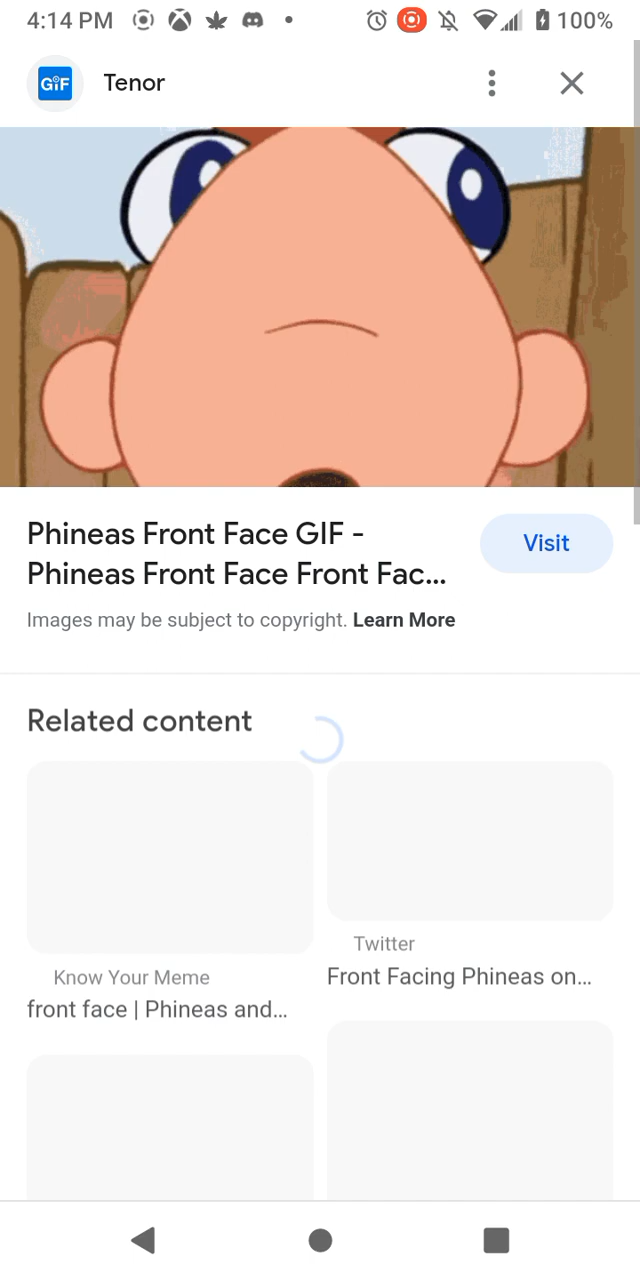 4:14 PM 100%
GIF Tenor
Phineas Front Face GIF -
Phineas Front Face Front Fac...
Visit
Images may be subject to copyright. Learn More
Related content
Know Your Meme
front face | Phineas and...
Twitter
Front Facing Phineas on...